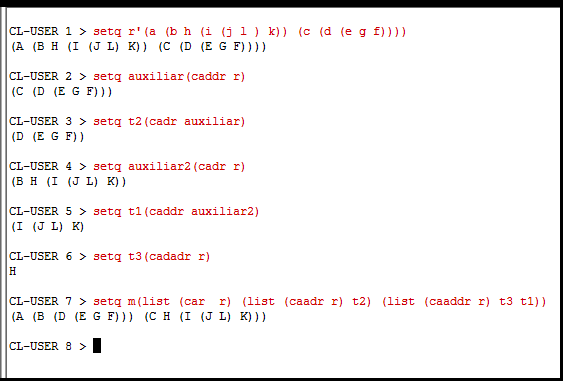 CL-USER 1 > setq r'(a (b h (i (j l ) k)) (c (d (e g f))))
(A (B H (I (J L) K)) (C (D (E G F))))
CL-USER 2 > setq auxiliar(caddr r)
(C (D (E G F)))
CL-USER 3 > setq t2(cadr auxiliar)
(D (E G F))
CL-USER 4 > setq auxiliar2(cadr r)
(B H (I (J L) K))
CL-USER 5 > setq t1(caddr auxiliar2)
(I (J L) K)
CL-USER 6 > setq t3(cadadr r)
H
CL-USER 7 > setq m(list (car  r) (list (caadr r) t2) (list (caaddr r) t3 t1))
(A (B (D (E G F))) (C H (I (J L) K)))
CL-USER 8 >